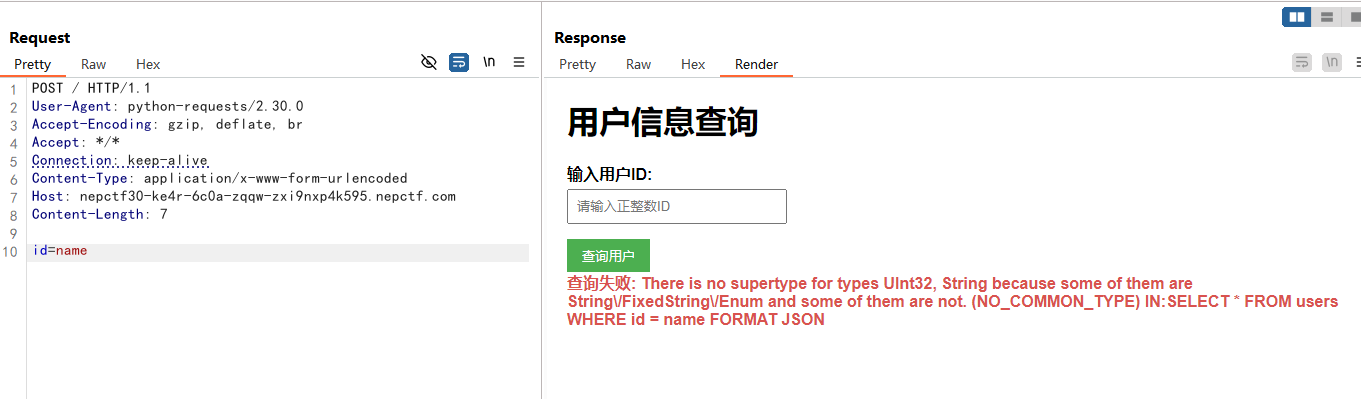 Request
Pretty Raw Hex \n
1 POST / HTTP/1.1
2 User-Agent: python-requests/2.30.0
3 Accept-Encoding: gzip, deflate, br
4 Accept: */*
5 Connection: keep-alive
6 Content-Type: application/x-www-form-urlencoded
7 Host: nepctf30-ke4r-6c0a-zqqw-zxi9nxp4k595.nepctf.com
8 Content-Length: 7
9
10 id=name
Response
Pretty Raw Hex Render \n
用户信息查询
输入用户ID:
请输入正整数ID
查询用户
查询失败: There is no supertype for types UInt32, String because some of them are
String\/FixedString\/Enum and some of them are not. (NO_COMMON_TYPE) IN:SELECT * FROM users
WHERE id = name FORMAT JSON